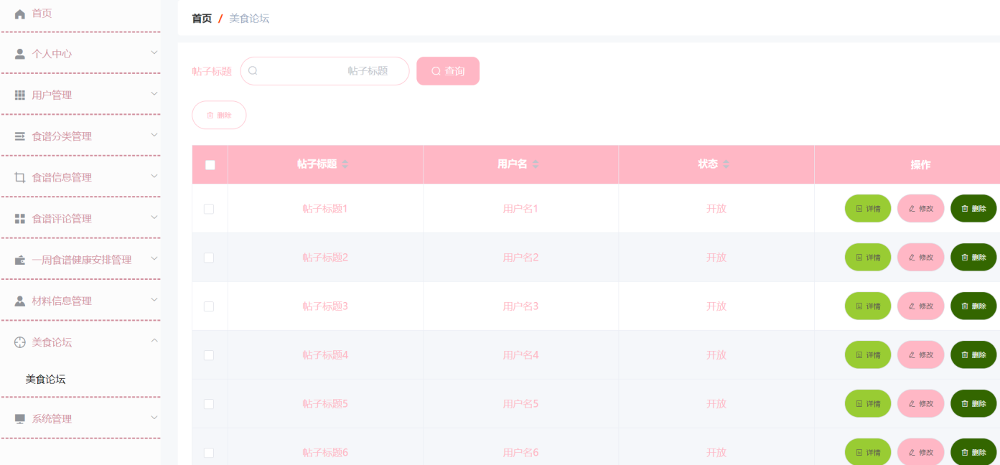 首页
个人中心
用户管理
食谱分类管理
食谱信息管理
食谱评论管理
一周食谱健康安排管理
材料信息管理
美食论坛
美食论坛
系统管理
首页 / 美食论坛
帖子标题 帖子标题 查询
删除
帖子标题 用户名 状态 操作
帖子标题1 用户名1 开放 详情 修改 删除
帖子标题2 用户名2 开放 详情 修改 删除
帖子标题3 用户名3 开放 详情 修改 删除
帖子标题4 用户名4 开放 详情 修改 删除
帖子标题5 用户名5 开放 详情 修改 删除
帖子标题6 用户名6 开放 详情 修改 删除